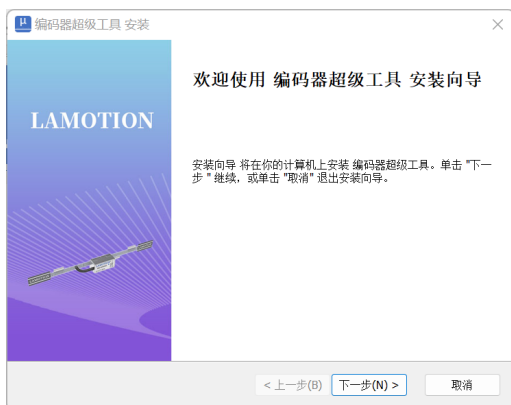 μ 编码器超级工具 安装
欢迎使用 编码器超级工具 安装向导
LAMOTION
安装向导 将在你的计算机上安装 编码器超级工具。单击 "下一
步 " 继续，或单击 "取消" 退出安装向导。
< 上一步(B)
下一步(N) >
取消